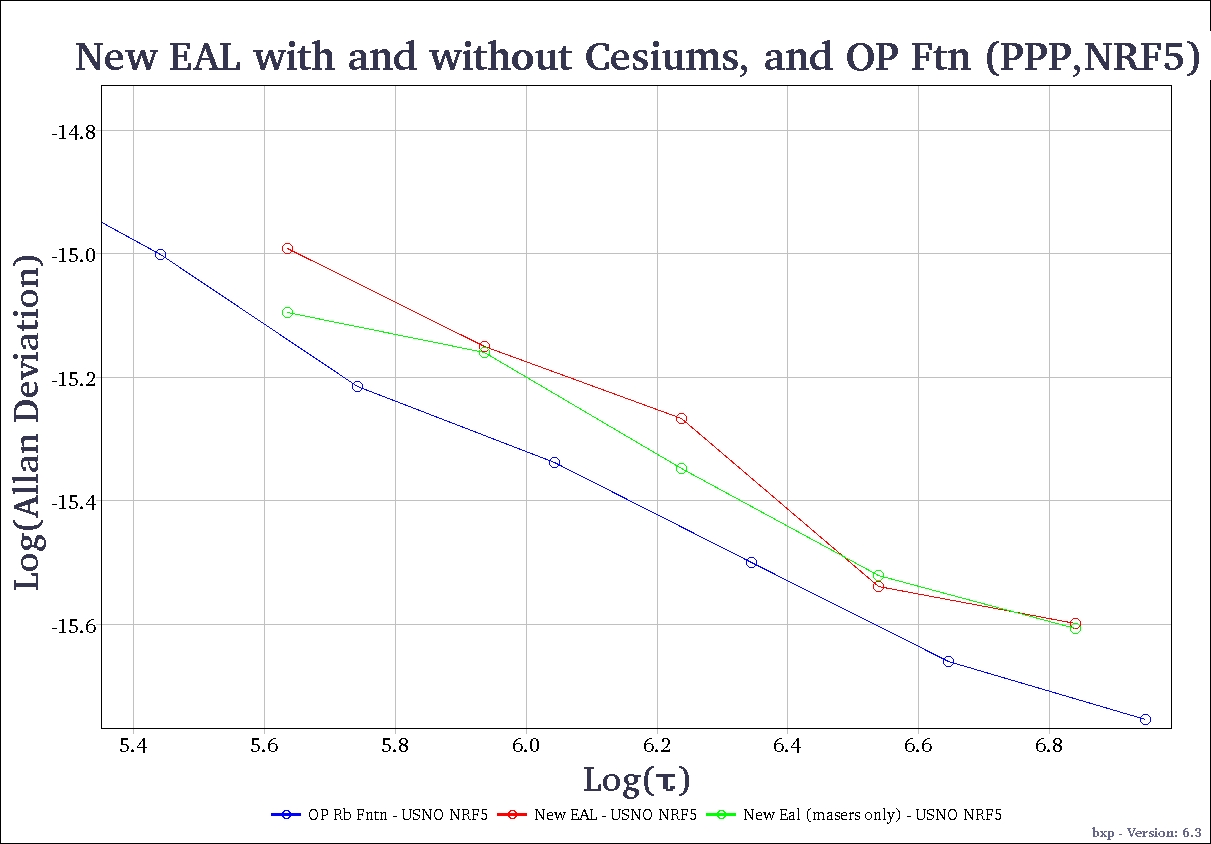 New EAL with and without Cesiums, and OP Ftn (PPP,NRF5)
Log(Allan Deviation)
-14.8
-15.0
-15.2
-15.4
-15.6
5.4 5.6 5.8 6.0 6.2 6.4 6.6 6.8
Log(τ)
OP Rb Fntn - USNO NRF5 New EAL - USNO NRF5 New Eal (masers only) - USNO NRF5
bxp - Version: 6.3